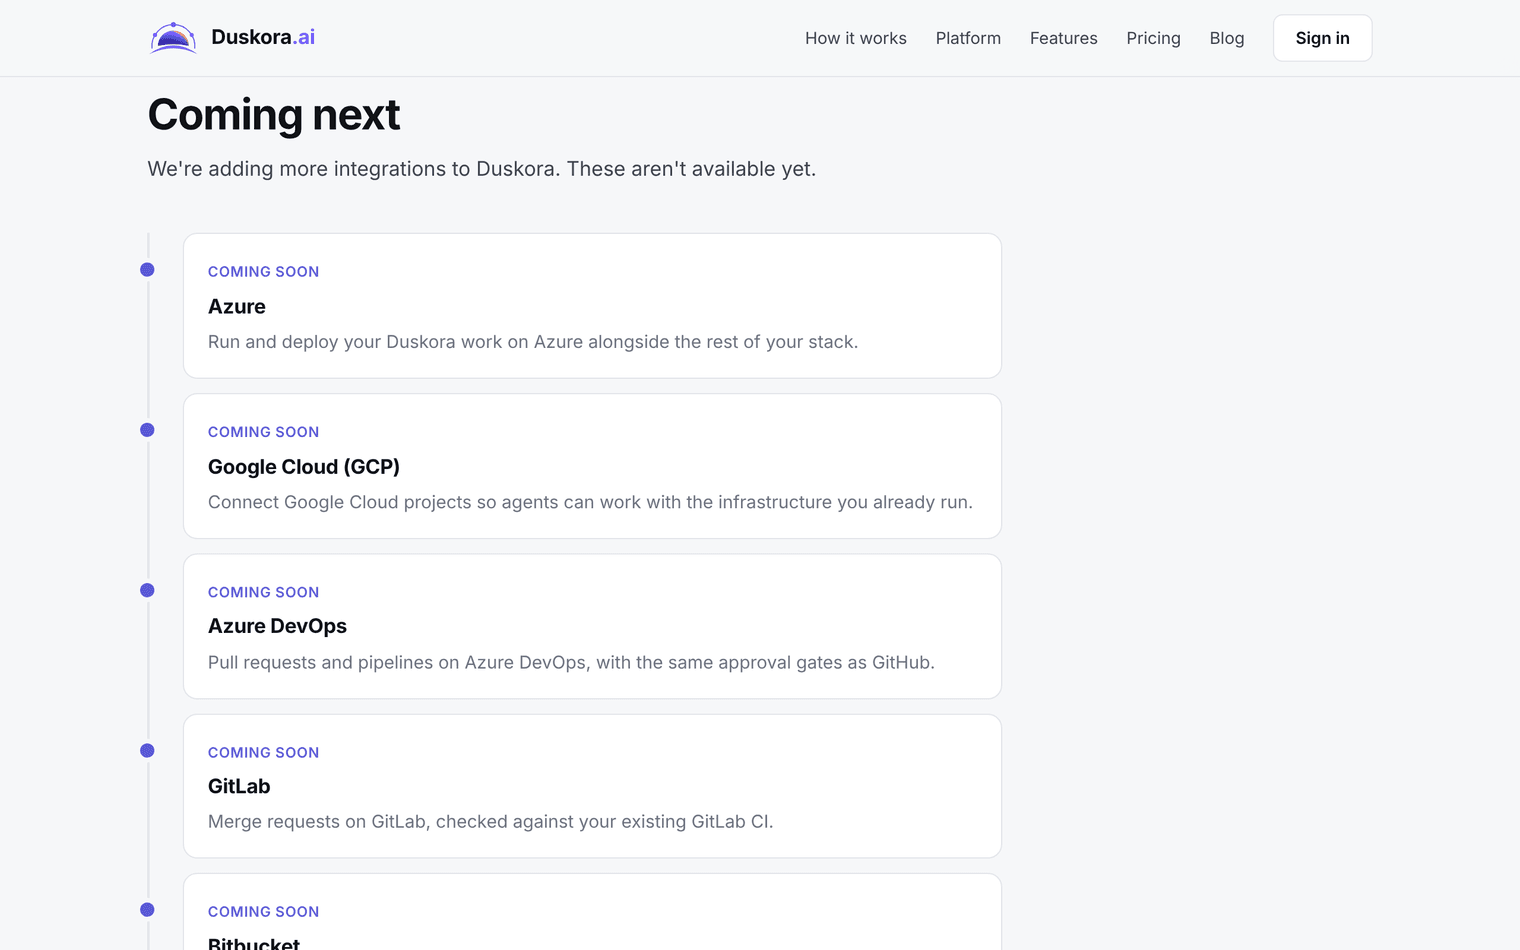 Duskora.ai
How it works
Platform
Features
Pricing
Blog
Sign in
Coming next
We're adding more integrations to Duskora. These aren't available yet.
COMING SOON
Azure
Run and deploy your Duskora work on Azure alongside the rest of your stack.
COMING SOON
Google Cloud (GCP)
Connect Google Cloud projects so agents can work with the infrastructure you already run.
COMING SOON
Azure DevOps
Pull requests and pipelines on Azure DevOps, with the same approval gates as GitHub.
COMING SOON
GitLab
Merge requests on GitLab, checked against your existing GitLab CI.
COMING SOON
Bitbucket